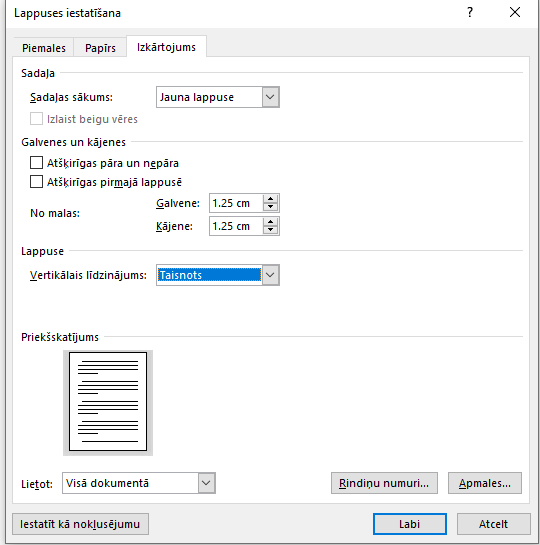 Lappuses iestatīšana
Piemales Papīrs Izkārtojums
Sadaļa
Sadaļas sākums: Jauna lappuse
Izlaist beigu vēres
Galvenes un kājenes
Atšķirīgas pāra un nepāra
Atšķirīgas pirmajā lappusē
No malas:
Galvene: 1.25 cm
Kājene: 1.25 cm
Lappuse
Vertikālais līdzinājums: Taisnots
Priekšskatījums
Lietot: Visā dokumentā
Rindiņu numuri... Apmales...
Iestatīt kā noklusējumu Labi Atcelt